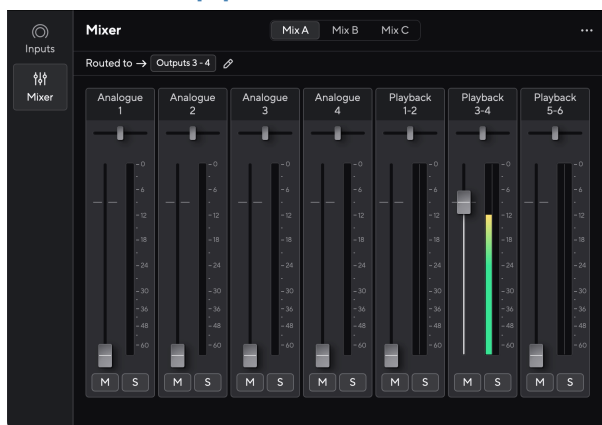 Inputs
Mixer
Mixer
Mix A Mix B Mix C
Routed to → Outputs 3 - 4
Analogue
1
Analogue
2
Analogue
3
Analogue
4
Playback
1-2
Playback
3-4
Playback
5-6
0 0 0 0 0 0 0
6 6 6 6 6 6 6
12 12 12 12 12 12 12
18 18 18 18 18 18 18
24 24 24 24 24 24 24
30 30 30 30 30 30 30
36 36 36 36 36 36 36
48 48 48 48 48 48 48
60 60 60 60 60 60 60
M S M S M S M S M S M S M S